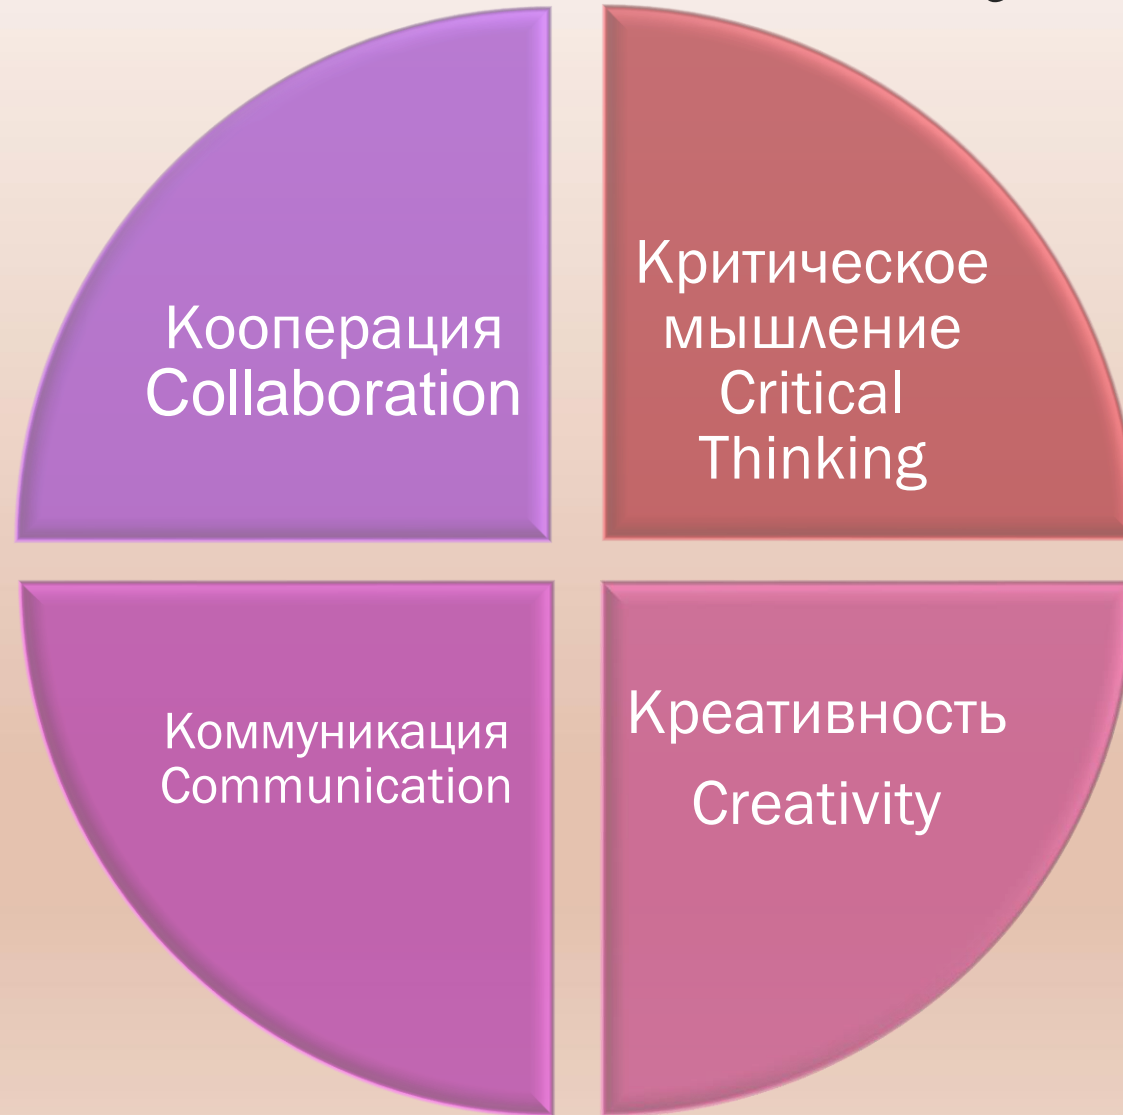 Кооперация
Collaboration
Критическое
мышление
Critical
Thinking
Коммуникация
Communication
Креативность
Creativity